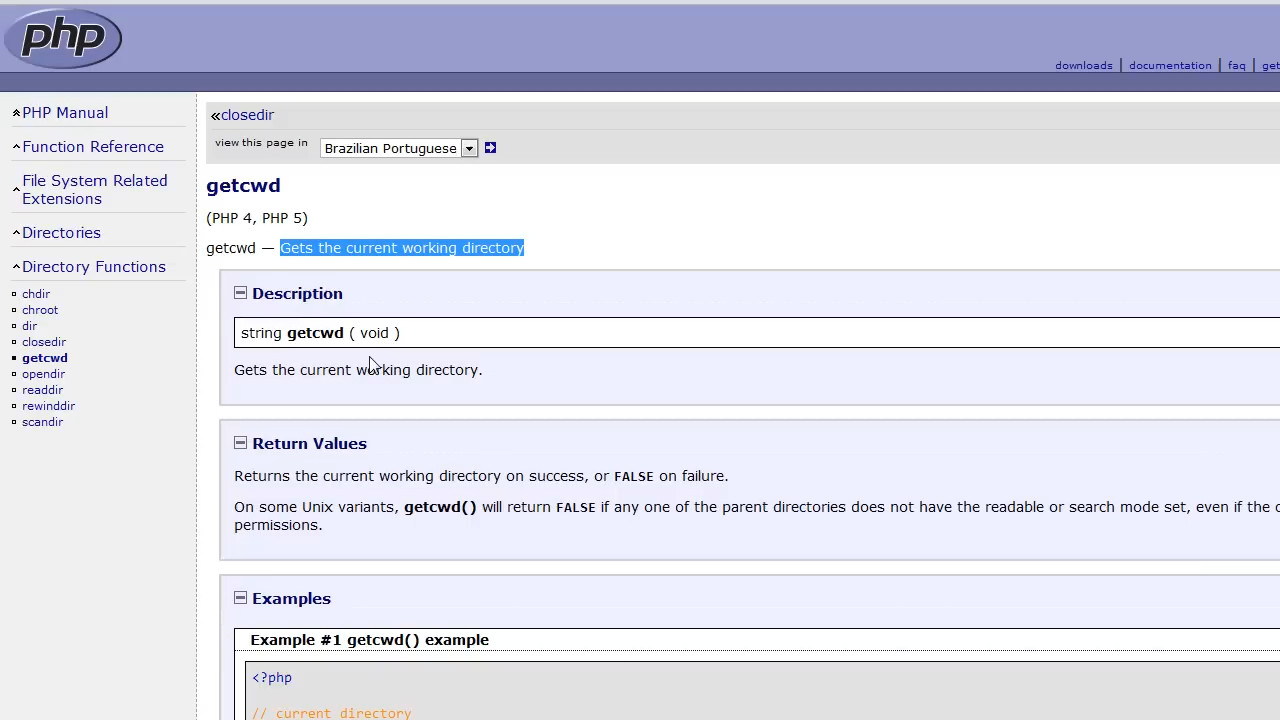 php
downloads | documentation | faq | get
PHP Manual
Function Reference
File System Related
Extensions
Directories
Directory Functions
chdir
chroot
dir
closedir
getcwd
opendir
readdir
rewinddir
scandir
«closedir
view this page in Brazilian Portuguese
getcwd
(PHP 4, PHP 5)
getcwd — Gets the current working directory
Description
string getcwd ( void )
Gets the current working directory.
Return Values
Returns the current working directory on success, or FALSE on failure.
On some Unix variants, getcwd() will return FALSE if any one of the parent directories does not have the readable or search mode set, even if the
permissions.
Examples
Example #1 getcwd() example
<?php
// current directory